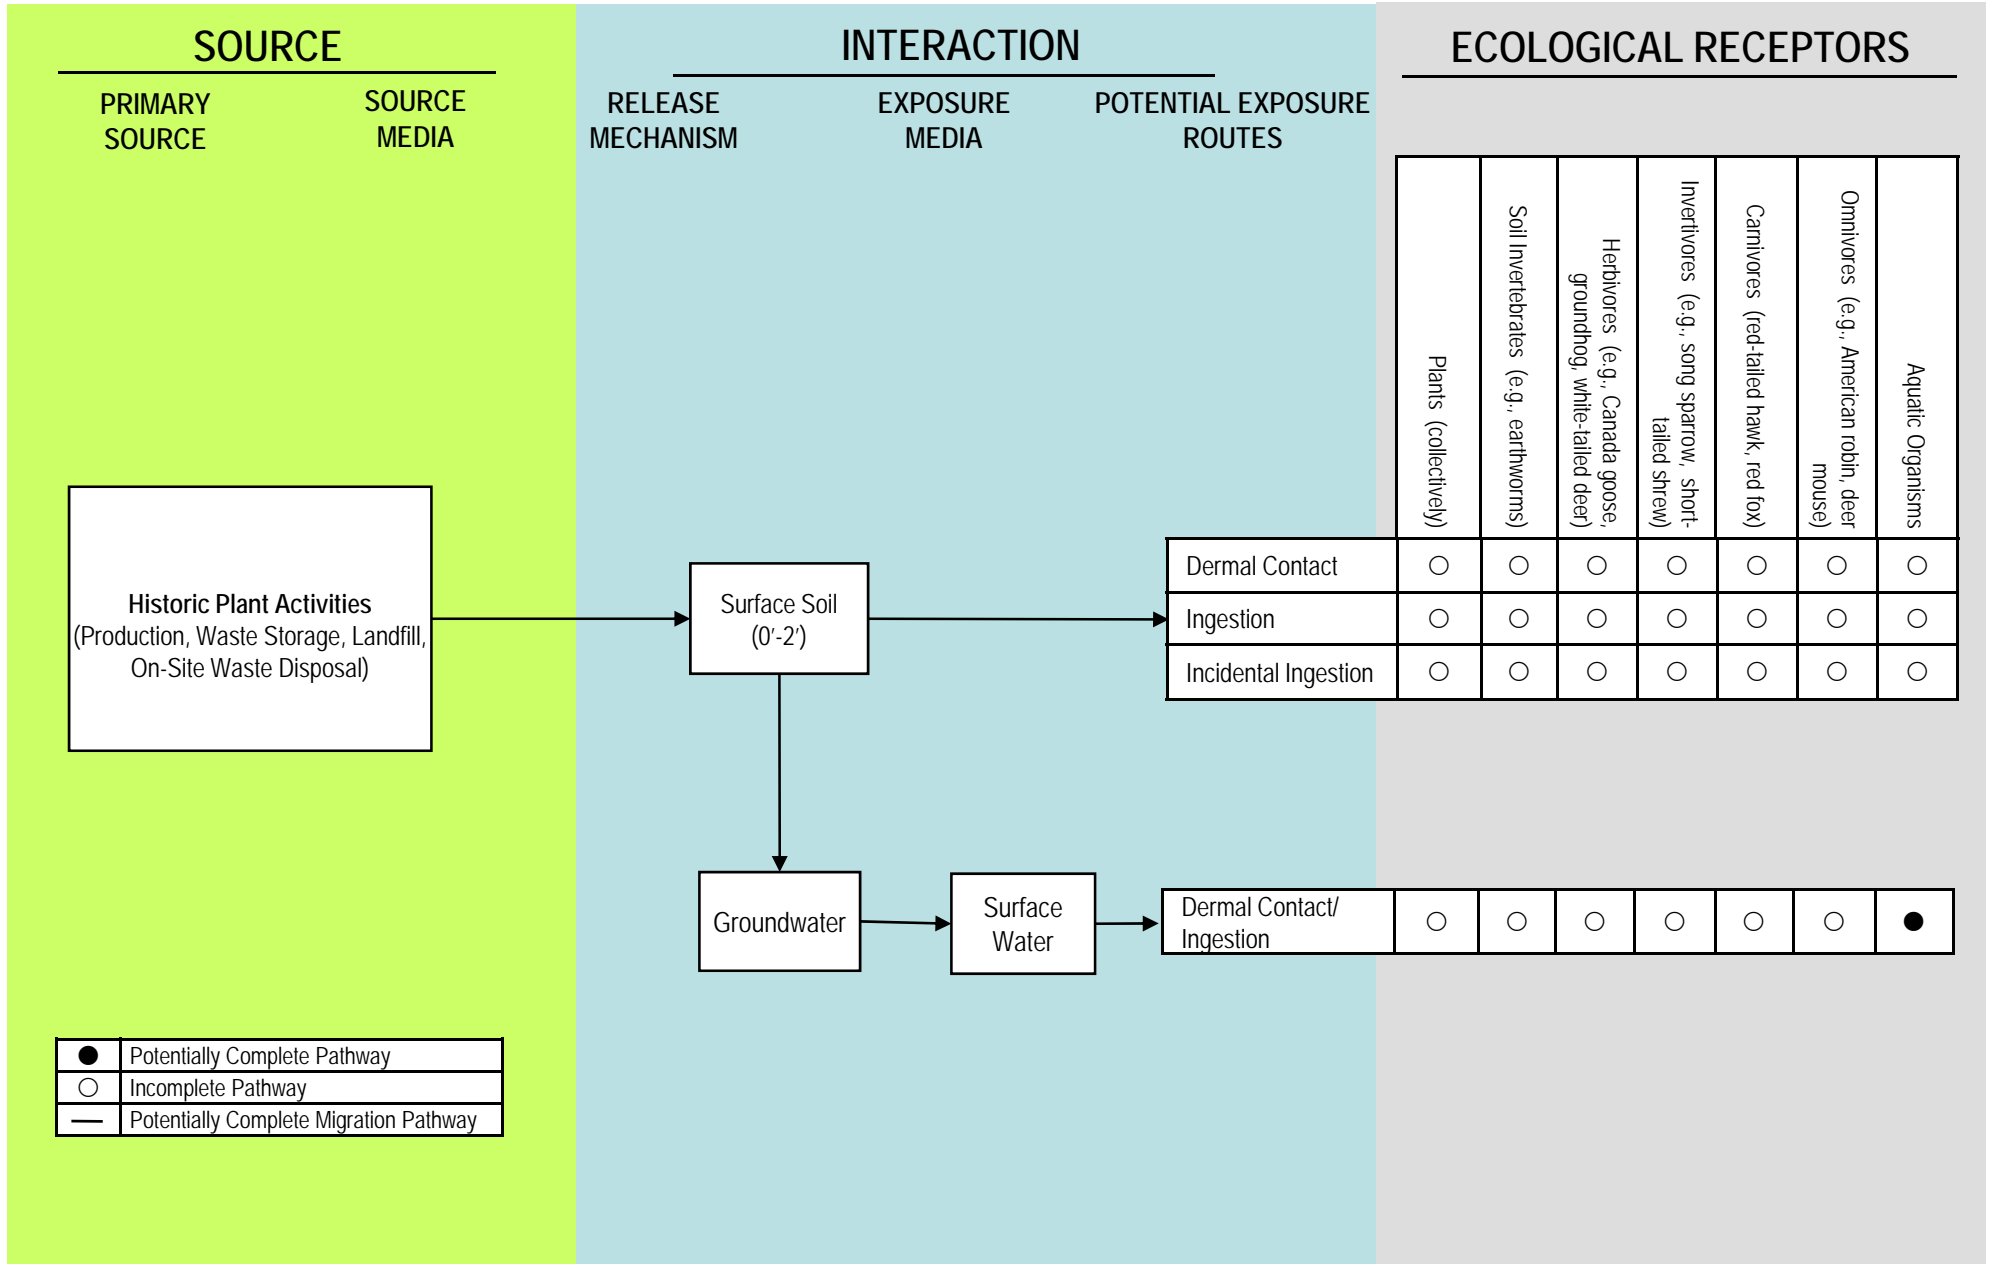 SOURCE
INTERACTION
ECOLOGICAL RECEPTORS
PRIMARY
SOURCE
SOURCE
MEDIA
RELEASE
MECHANISM
EXPOSURE
MEDIA
POTENTIAL EXPOSURE
ROUTES
Plants (collectively)
Soil Invertebrates (e.g., earthworms)
Herbivores (e.g., Canada goose,
groundhog, white-tailed deer)
Invertivores (e.g., song sparrow, short-
tailed shrew)
Carnivores (red-tailed hawk, red fox)
Omnivores (e.g., American robin, deer
mouse)
Aquatic Organisms
Historic Plant Activities
(Production, Waste Storage, Landfill,
On-Site Waste Disposal)
Surface Soil
(0'-2')
Dermal Contact
Ingestion
Incidental Ingestion
Groundwater
Surface
Water
Dermal Contact/
Ingestion
Potentially Complete Pathway
Incomplete Pathway
Potentially Complete Migration Pathway